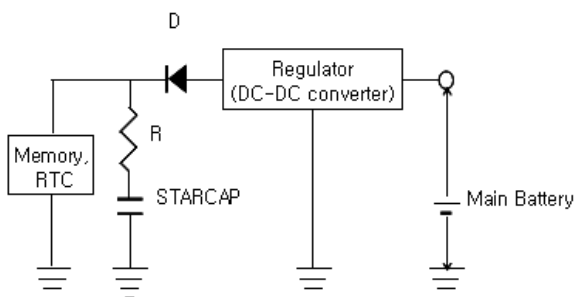 D
Regulator
(DC-DC converter)
R
Memory,
RTC
STARCAP
Main Battery